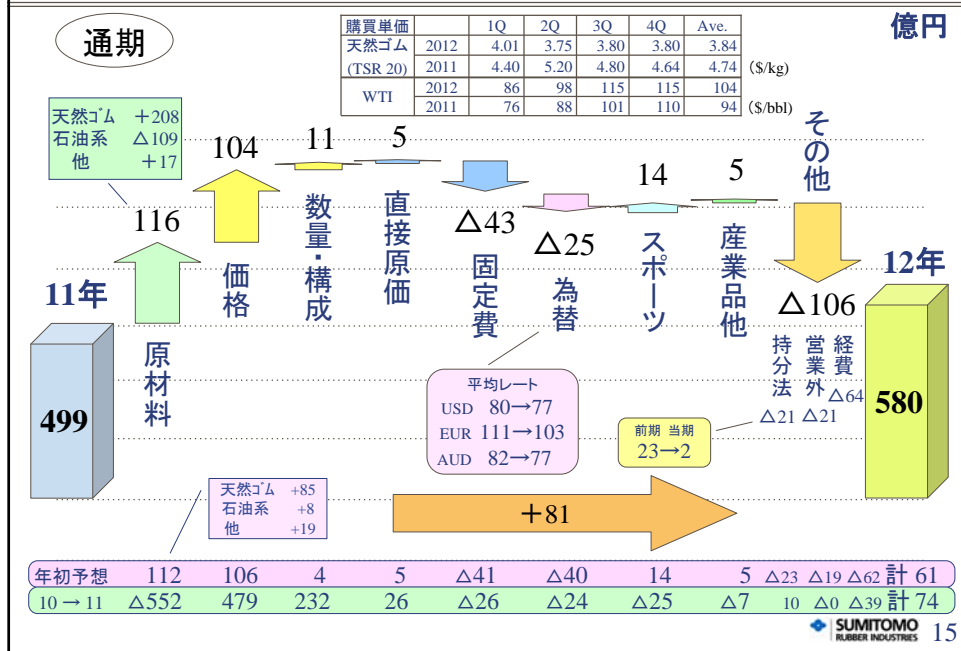 通期
億円
購買単価 1Q 2Q 3Q 4Q Ave.
天然ゴム 2012 4.01 3.75 3.80 3.80 3.84
(TSR 20) 2011 4.40 5.20 4.80 4.64 4.74 ($/kg)
WTI 2012 86 98 115 115 104
2011 76 88 101 110 94 ($/bbl)
天然ｺﾞﾑ +208
石油系 △109
他 +17
11年
499
116
原材料
104
価格
11
数量・構成
5
直接原価
△43
固定費
△25
為替
14
スポーツ
5
産業品他
その他
△106
持分法
△21
営業外
△21
経費
△64
12年
580
平均レート
USD 80→77
EUR 111→103
AUD 82→77
前期 当期
23→2
天然ｺﾞﾑ +85
石油系 +8
他 +19
+81
年初予想 112 106 4 5 △41 △40 14 5 △23 △19 △62 計 61
10→11 △552 479 232 26 △26 △24 △25 △7 10 △0 △39 計 74
SUMITOMO
RUBBER INDUSTRIES
15